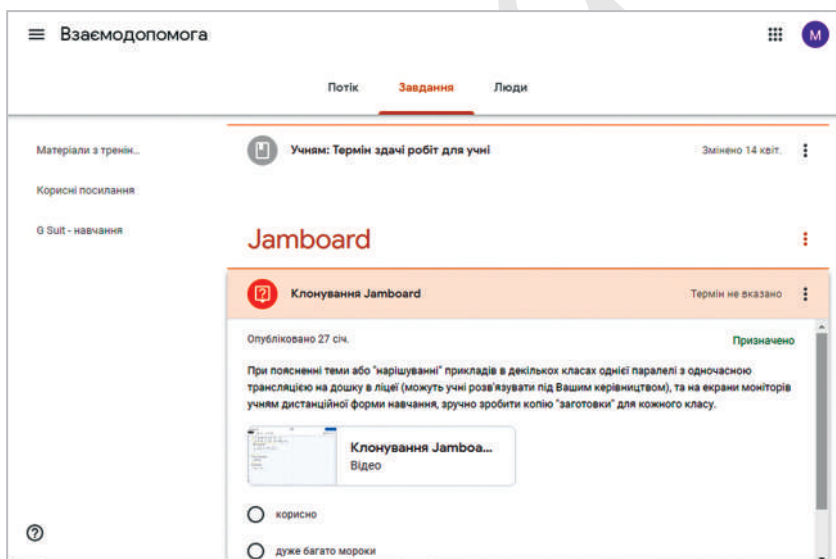 Взаємодопомога
М
Потік Завдання Люди
Матеріали з тренін...
Корисні посилання
G Suit - навчання
Учням: Термін здачі робіт для учні
Змінено 14 квіт.
Jamboard
Клонування Jamboard
Термін не вказано
Опубліковано 27 січ.
Призначено
При поясненні теми або "нарішуванні" прикладів в декількох класах однієї паралелі з одночасною
трансляцією на дошку в ліцеї (можуть учні розв'язувати під Вашим керівництвом), та на екрани моніторів
учням дистанційної форми навчання, зручно зробити копію "заготовки" для кожного класу.
Клонування Jamboa...
Відео
корисно
дуже багато мороки